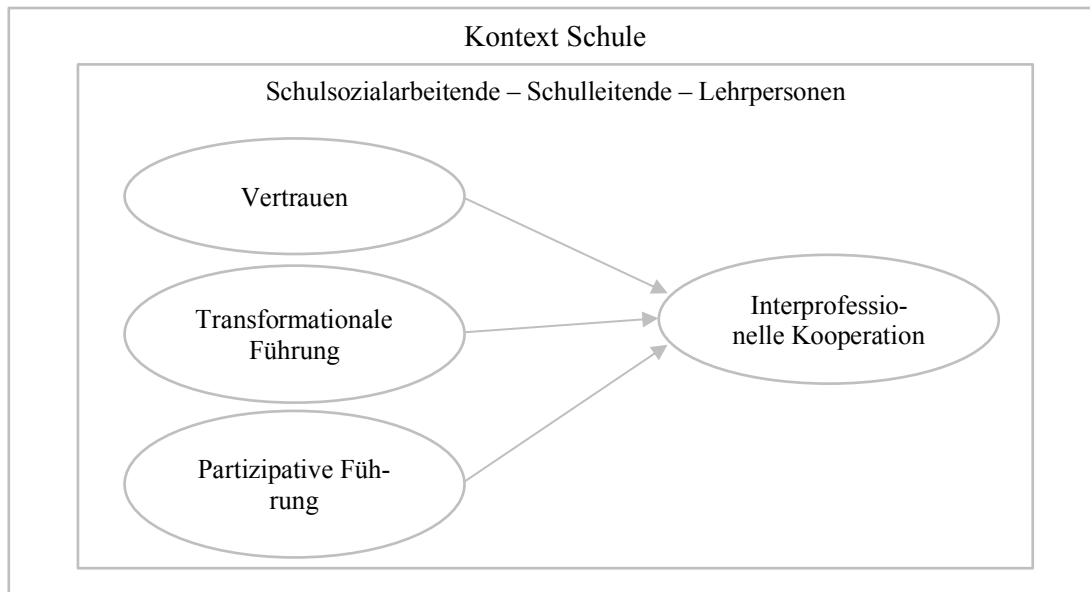 Kontext Schule
Schulsozialarbeitende – Schulleitende – Lehrpersonen
Vertrauen
Transformationale
Führung
Partizipative Füh-
rung
Interprofessio-
nelle Kooperation